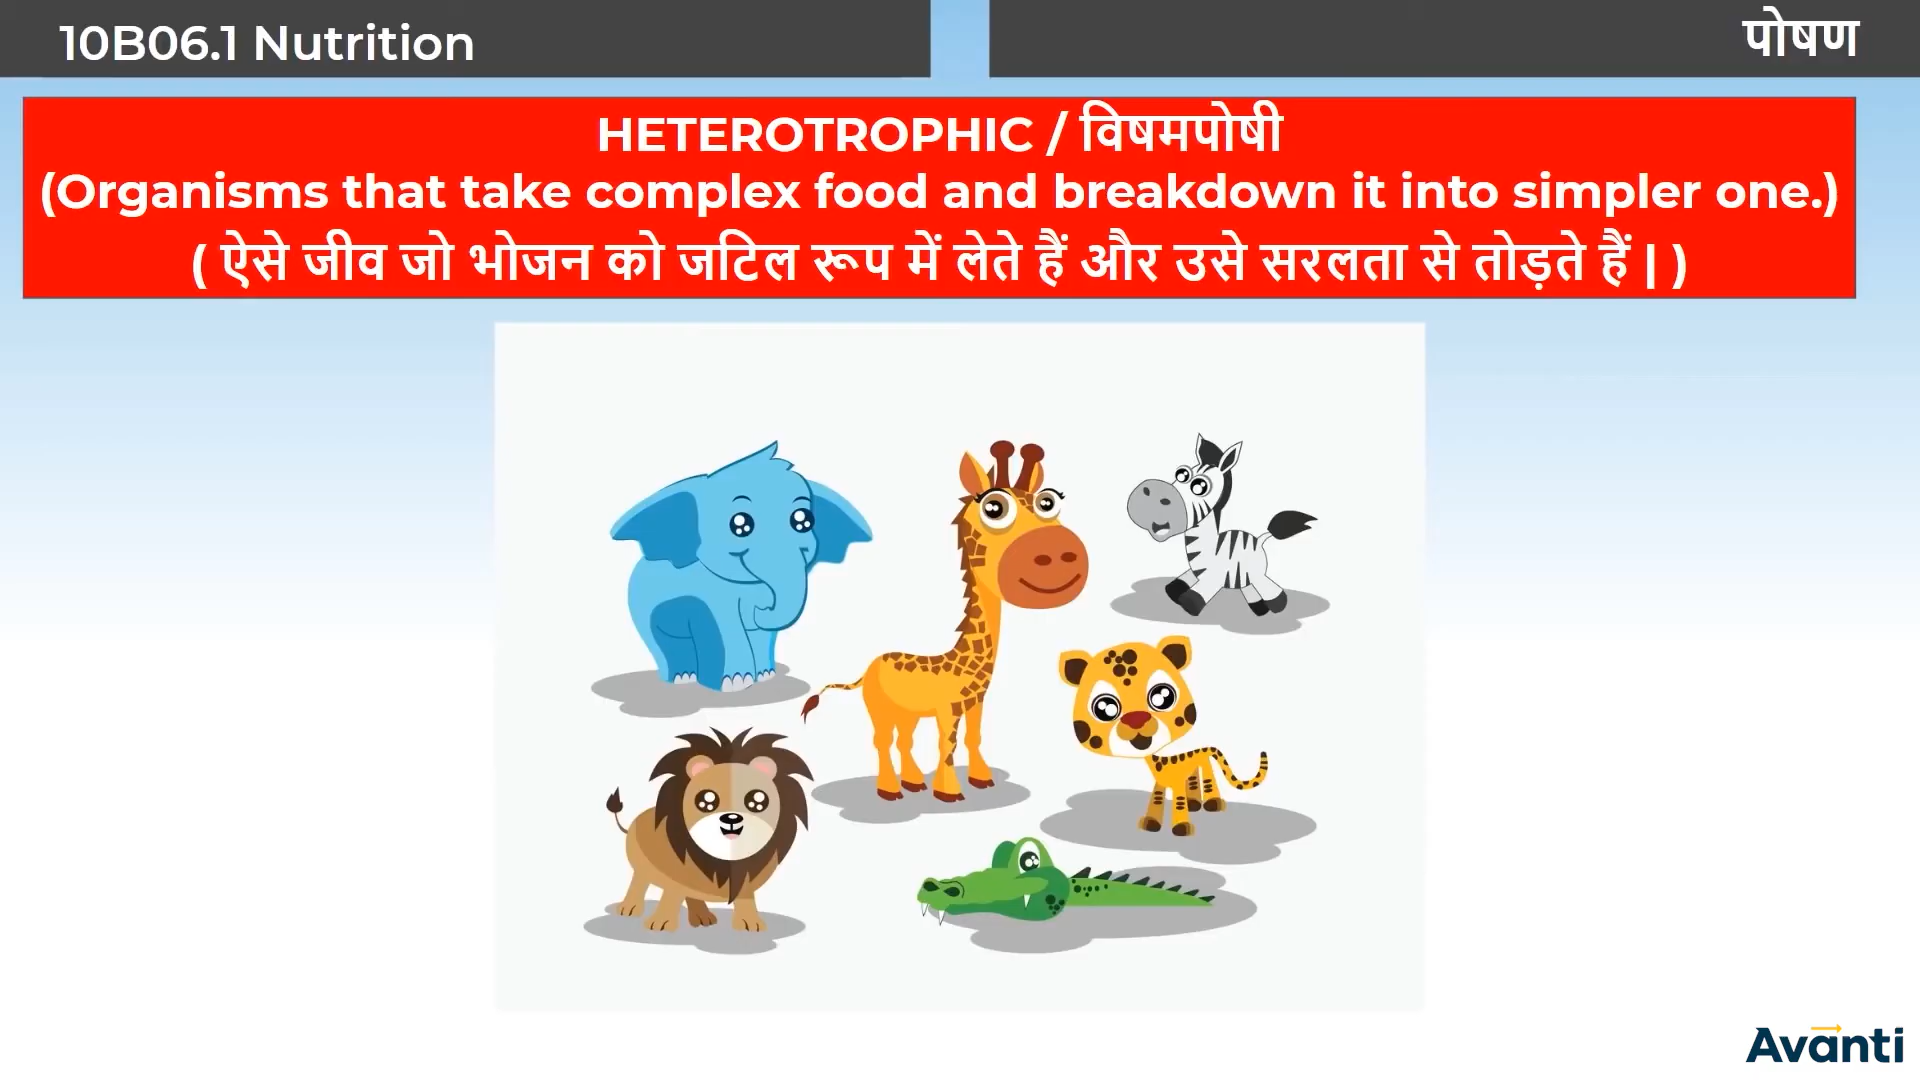 10B06.1 Nutrition
पोषण
HETEROTROPHIC / विषमपोषी
(Organisms that take complex food and breakdown it into simpler one.)
( ऐसे जीव जो भोजन को जटिल रूप में लेते हैं और उसे सरलता से तोड़ते हैं | )
Avanti